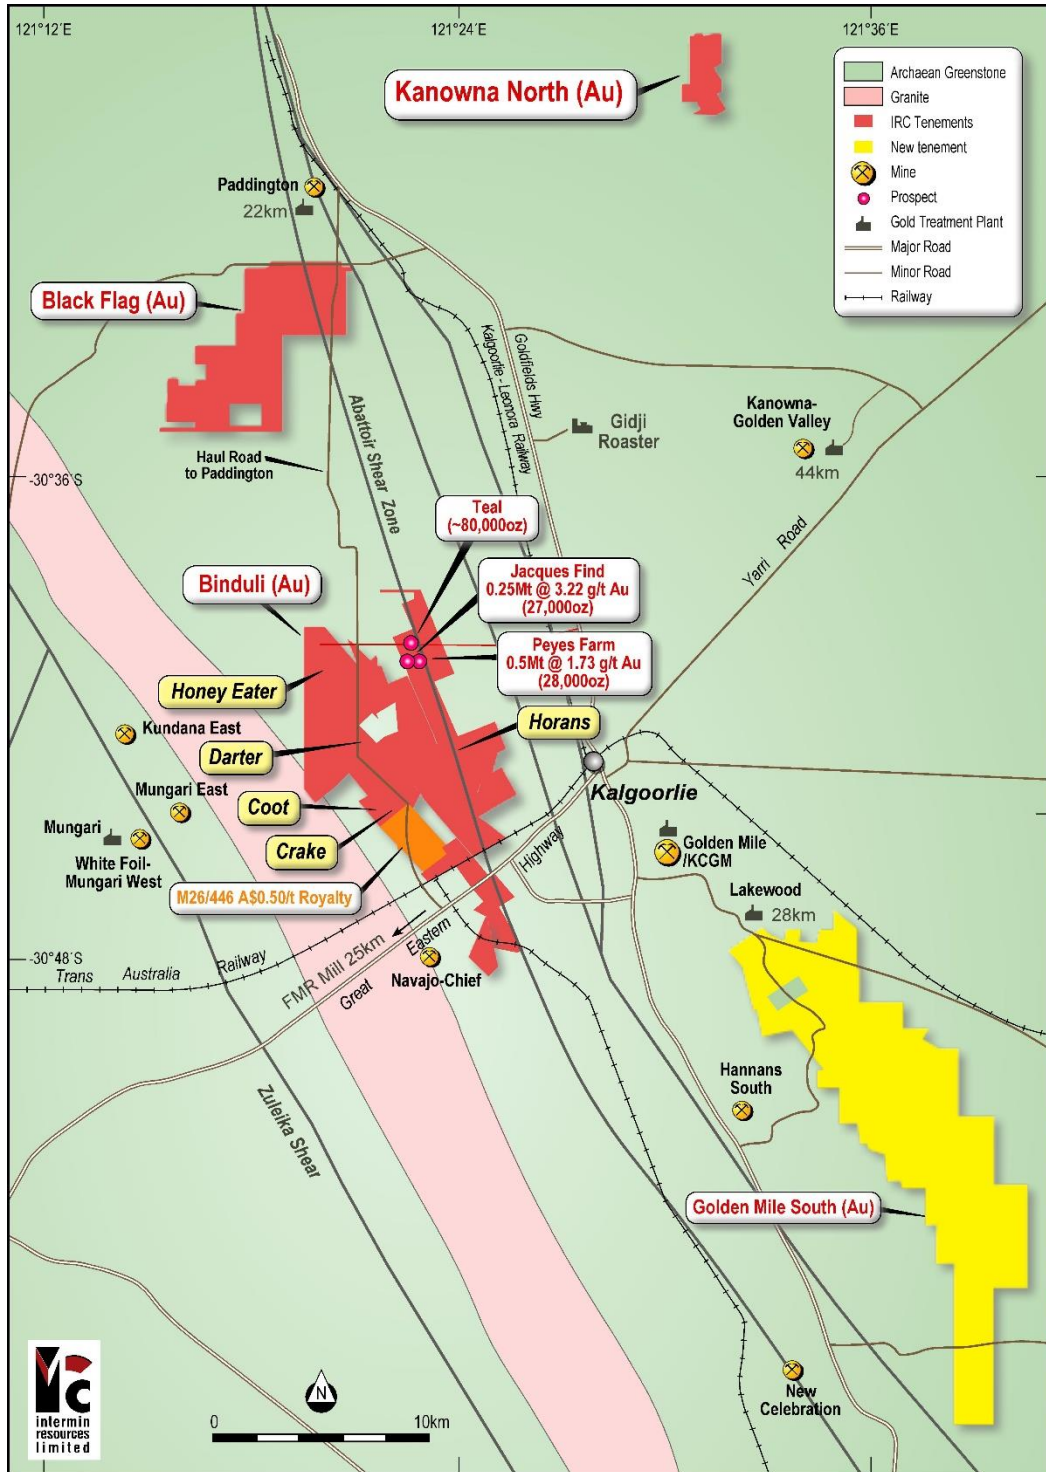 121°12´E
121°24´E
121°36´E
Archaean Greenstone
Granite
IRC Tenements
New tenement
Mine
Prospect
Gold Treatment Plant
Major Road
Minor Road
Railway
Kanowna North (Au)
Paddington
22km
Black Flag (Au)
Kalgoorlie - Leonora Railway
Goldfields Hwy
Abattoir Shear Zone
Haul Road
to Paddington
Gidji
Roaster
Kanowna-
Golden Valley
44km
-30°36´S
Yarri Road
Teal
(~80,000oz)
Jacques Find
0.25Mt @ 3.22 g/t Au
(27,000oz)
Peyes Farm
0.5Mt @ 1.73 g/t Au
(28,000oz)
Binduli (Au)
Honey Eater
Horans
Kundana East
Darter
Kalgoorlie
Mungari East
Coot
Mungari
White Foil-
Mungari West
Crake
M26/446 A$0.50/t Royalty
Golden Mile
/KCGM
Lakewood
28km
Great Eastern Highway
FMR Mill 25km
-30°48´S
Trans Australia Railway
Navajo-Chief
Zuleika Shear
Hannans
South
Golden Mile South (Au)
New
Celebration
N
0 10km
intermin
resources
limited